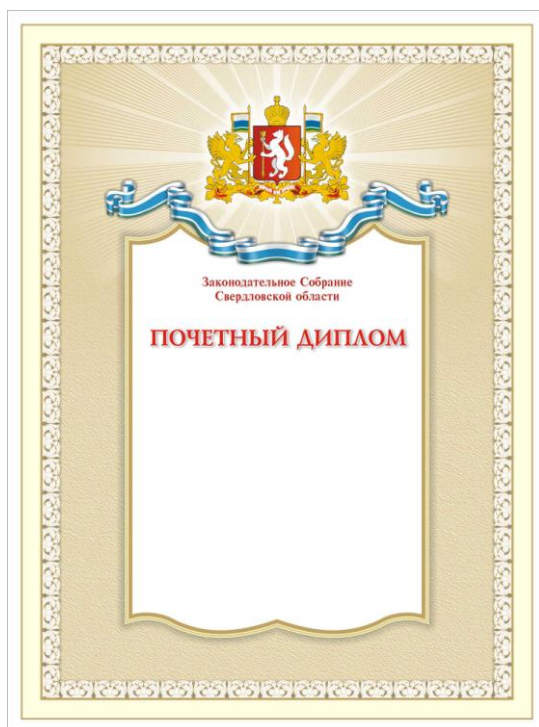 Законодательное Собрание
Свердловской области
ПОЧЕТНЫЙ ДИПЛОМ